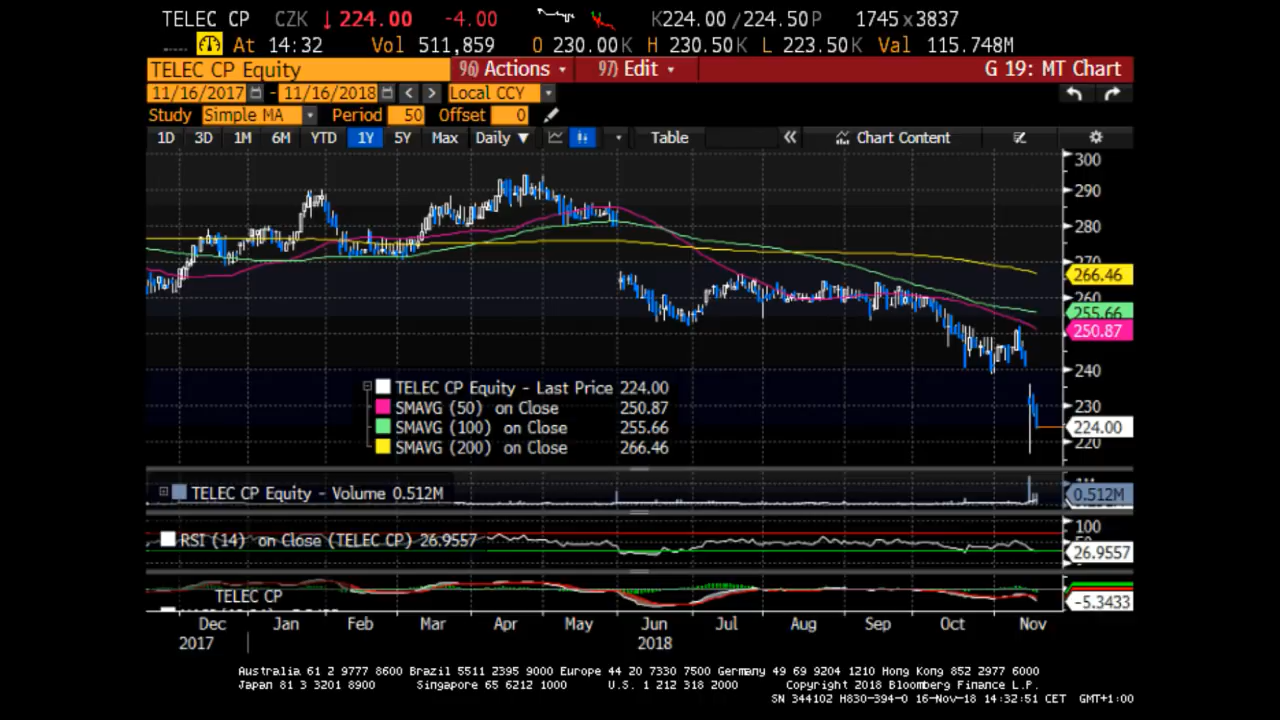 TELEC CP CZK ↓ 224.00 -4.00 K224.00 /224.50P 1745x3837
At 14:32 Vol 511,859 O 230.00K H 230.50K L 223.50K Val 115.748M
TELEC CP Equity 96) Actions 97) Edit G 19: MT Chart
11/16/2017 - 11/16/2018 < > Local CCY
Study Simple MA Period 50 Offset 0
1D 3D 1M 6M YTD 1Y 5Y Max Daily ▼ Table « Chart Content
300
290
280
270
266.46
260
255.66
250.87
240
TELEC CP Equity - Last Price 224.00
SMAVG (50) on Close 250.87
230
SMAVG (100) on Close 255.66
224.00
220
SMAVG (200) on Close 266.46
TELEC CP Equity - Volume 0.512M
0.512M
100
RSI (14) on Close (TELEC CP) 26.9557
26.9557
TELEC CP
-5.3433
Dec Jan Feb Mar Apr May Jun Jul Aug Sep Oct Nov
2017 2018
Australia 61 2 9777 8600 Brazil 5511 2395 9000 Europe 44 20 7330 7500 Germany 49 69 9204 1210 Hong Kong 852 2977 6000
Japan 81 3 3201 8900 Singapore 65 6212 1000 U.S. 1 212 318 2000 Copyright 2018 Bloomberg Finance L.P.
SN 344102 H830-394-0 16-Nov-18 14:32:51 CET GMT+1:00